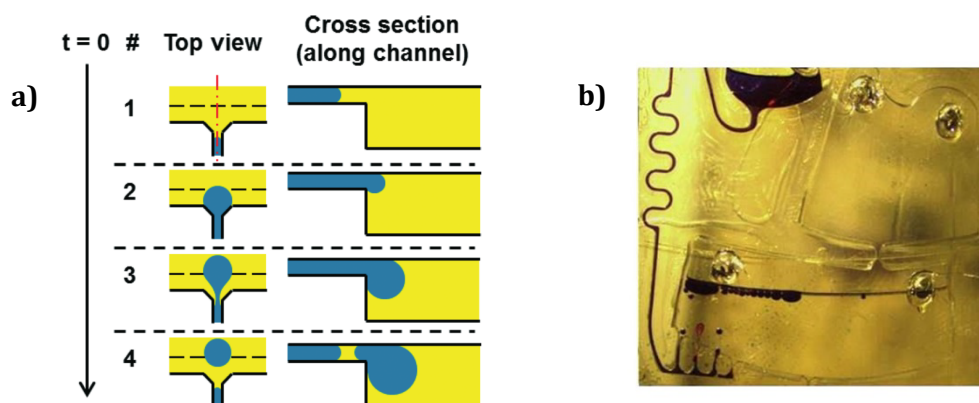 a)
t = 0 # Top view
Cross section
(along channel)
1
2
3
4
b)